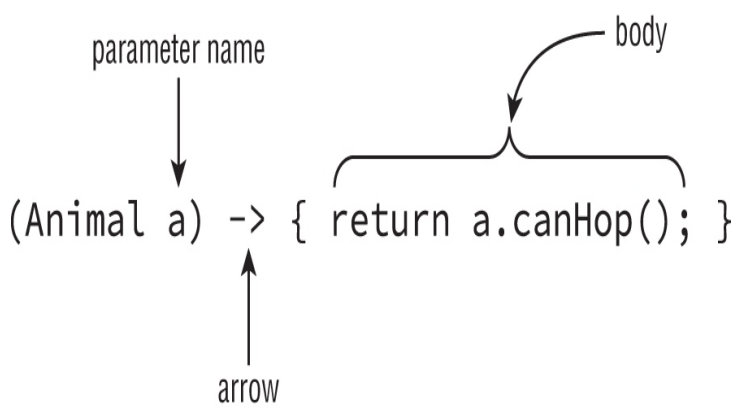 body
parameter name
(Animal a) -> { return a.canHop(); }
arrow